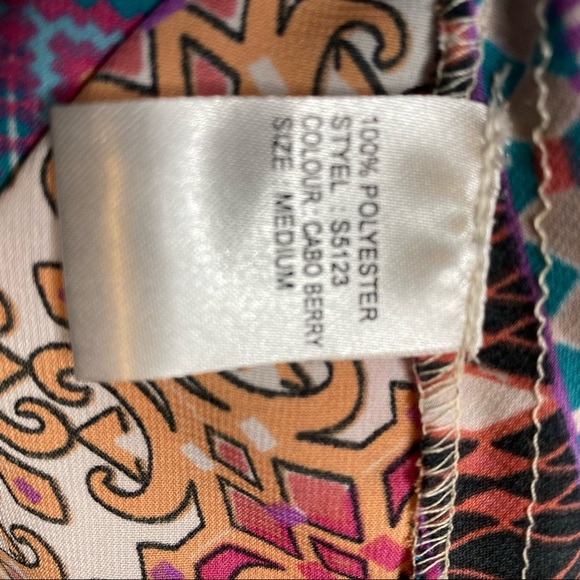 100% POLYESTER
STYEL : S5123
COLOUR : CABO BERRY
SIZE : MEDIUM